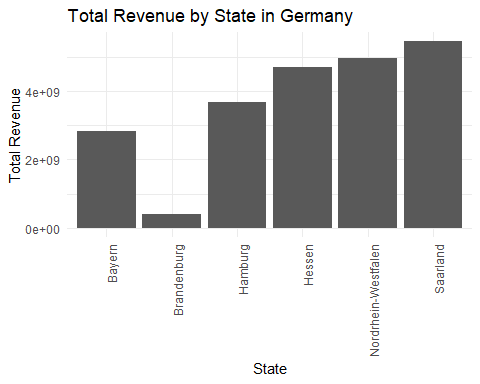 Total Revenue by State in Germany
Total Revenue
4e+09
2e+09
0e+00
Bayern
Brandenburg
Hamburg
Hessen
Nordrhein-Westfalen
Saarland
State